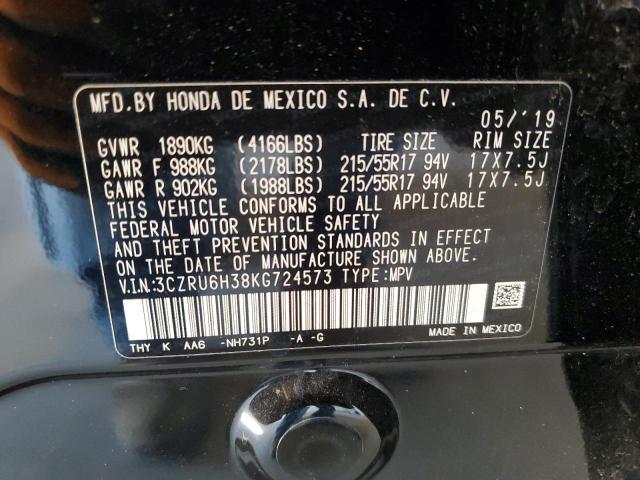 MFD.BY HONDA DE MEXICO S.A. DE C.V.
05/'19
GVWR 1890KG (4166LBS) TIRE SIZE RIM SIZE
GAWR F 988KG (2178LBS) 215/55R17 94V 17X7.5J
GAWR R 902KG (1988LBS) 215/55R17 94V 17X7.5J
THIS VEHICLE CONFORMS TO ALL APPLICABLE
FEDERAL MOTOR VEHICLE SAFETY
AND THEFT PREVENTION STANDARDS IN EFFECT
ON THE DATE OF MANUFACTURE SHOWN ABOVE.
V.IN:3CZRU6H38KG724573 TYPE:MPV
THY K AA6 -NH731P -A -G MADE IN MEXICO